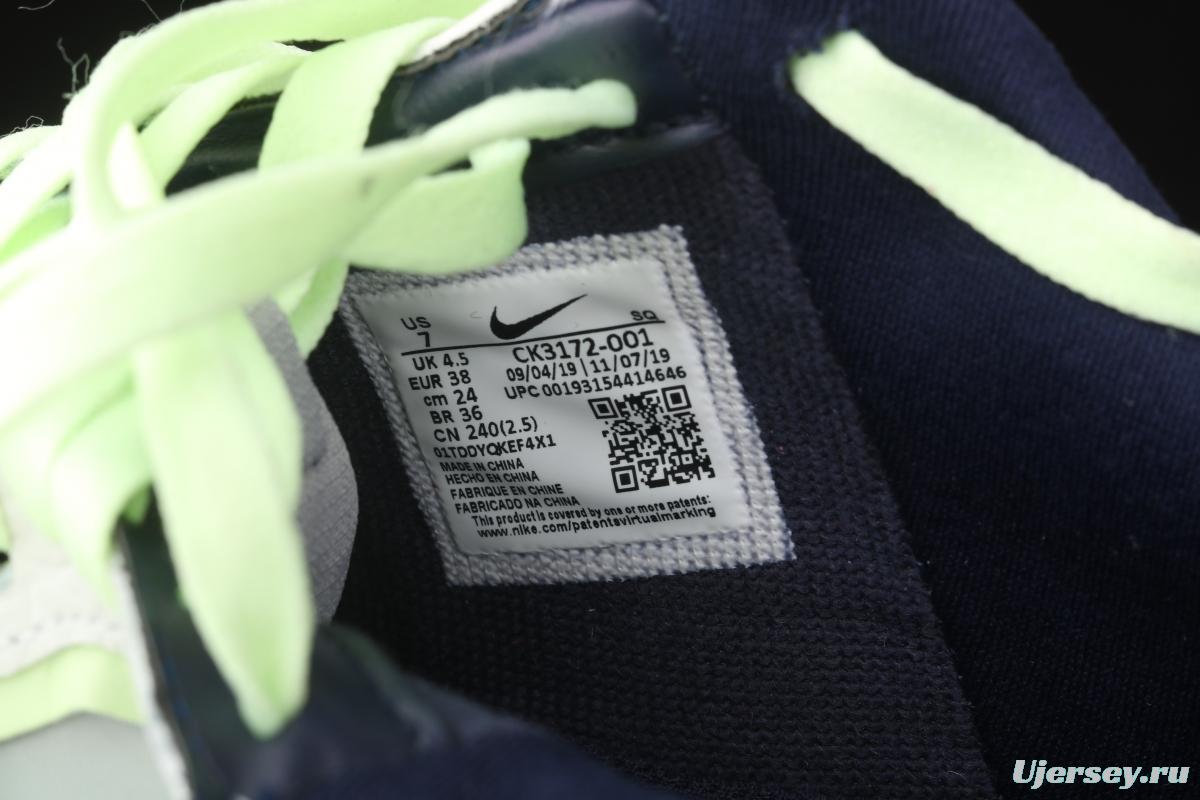 US
7
SQ
UK 4.5
EUR 38
cm 24
BR 36
CN 240(2.5)
CK3172-001
09/04/19 | 11/07/19
UPC 00193154414646
01TDDYQKEF4X1
MADE IN CHINA
HECHO EN CHINA
FABRIQUE EN CHINE
FABRICADO NA CHINA
This product is covered by one or more patents:
www.nike.com/patentsvirtualmarking
Ujersey.ru